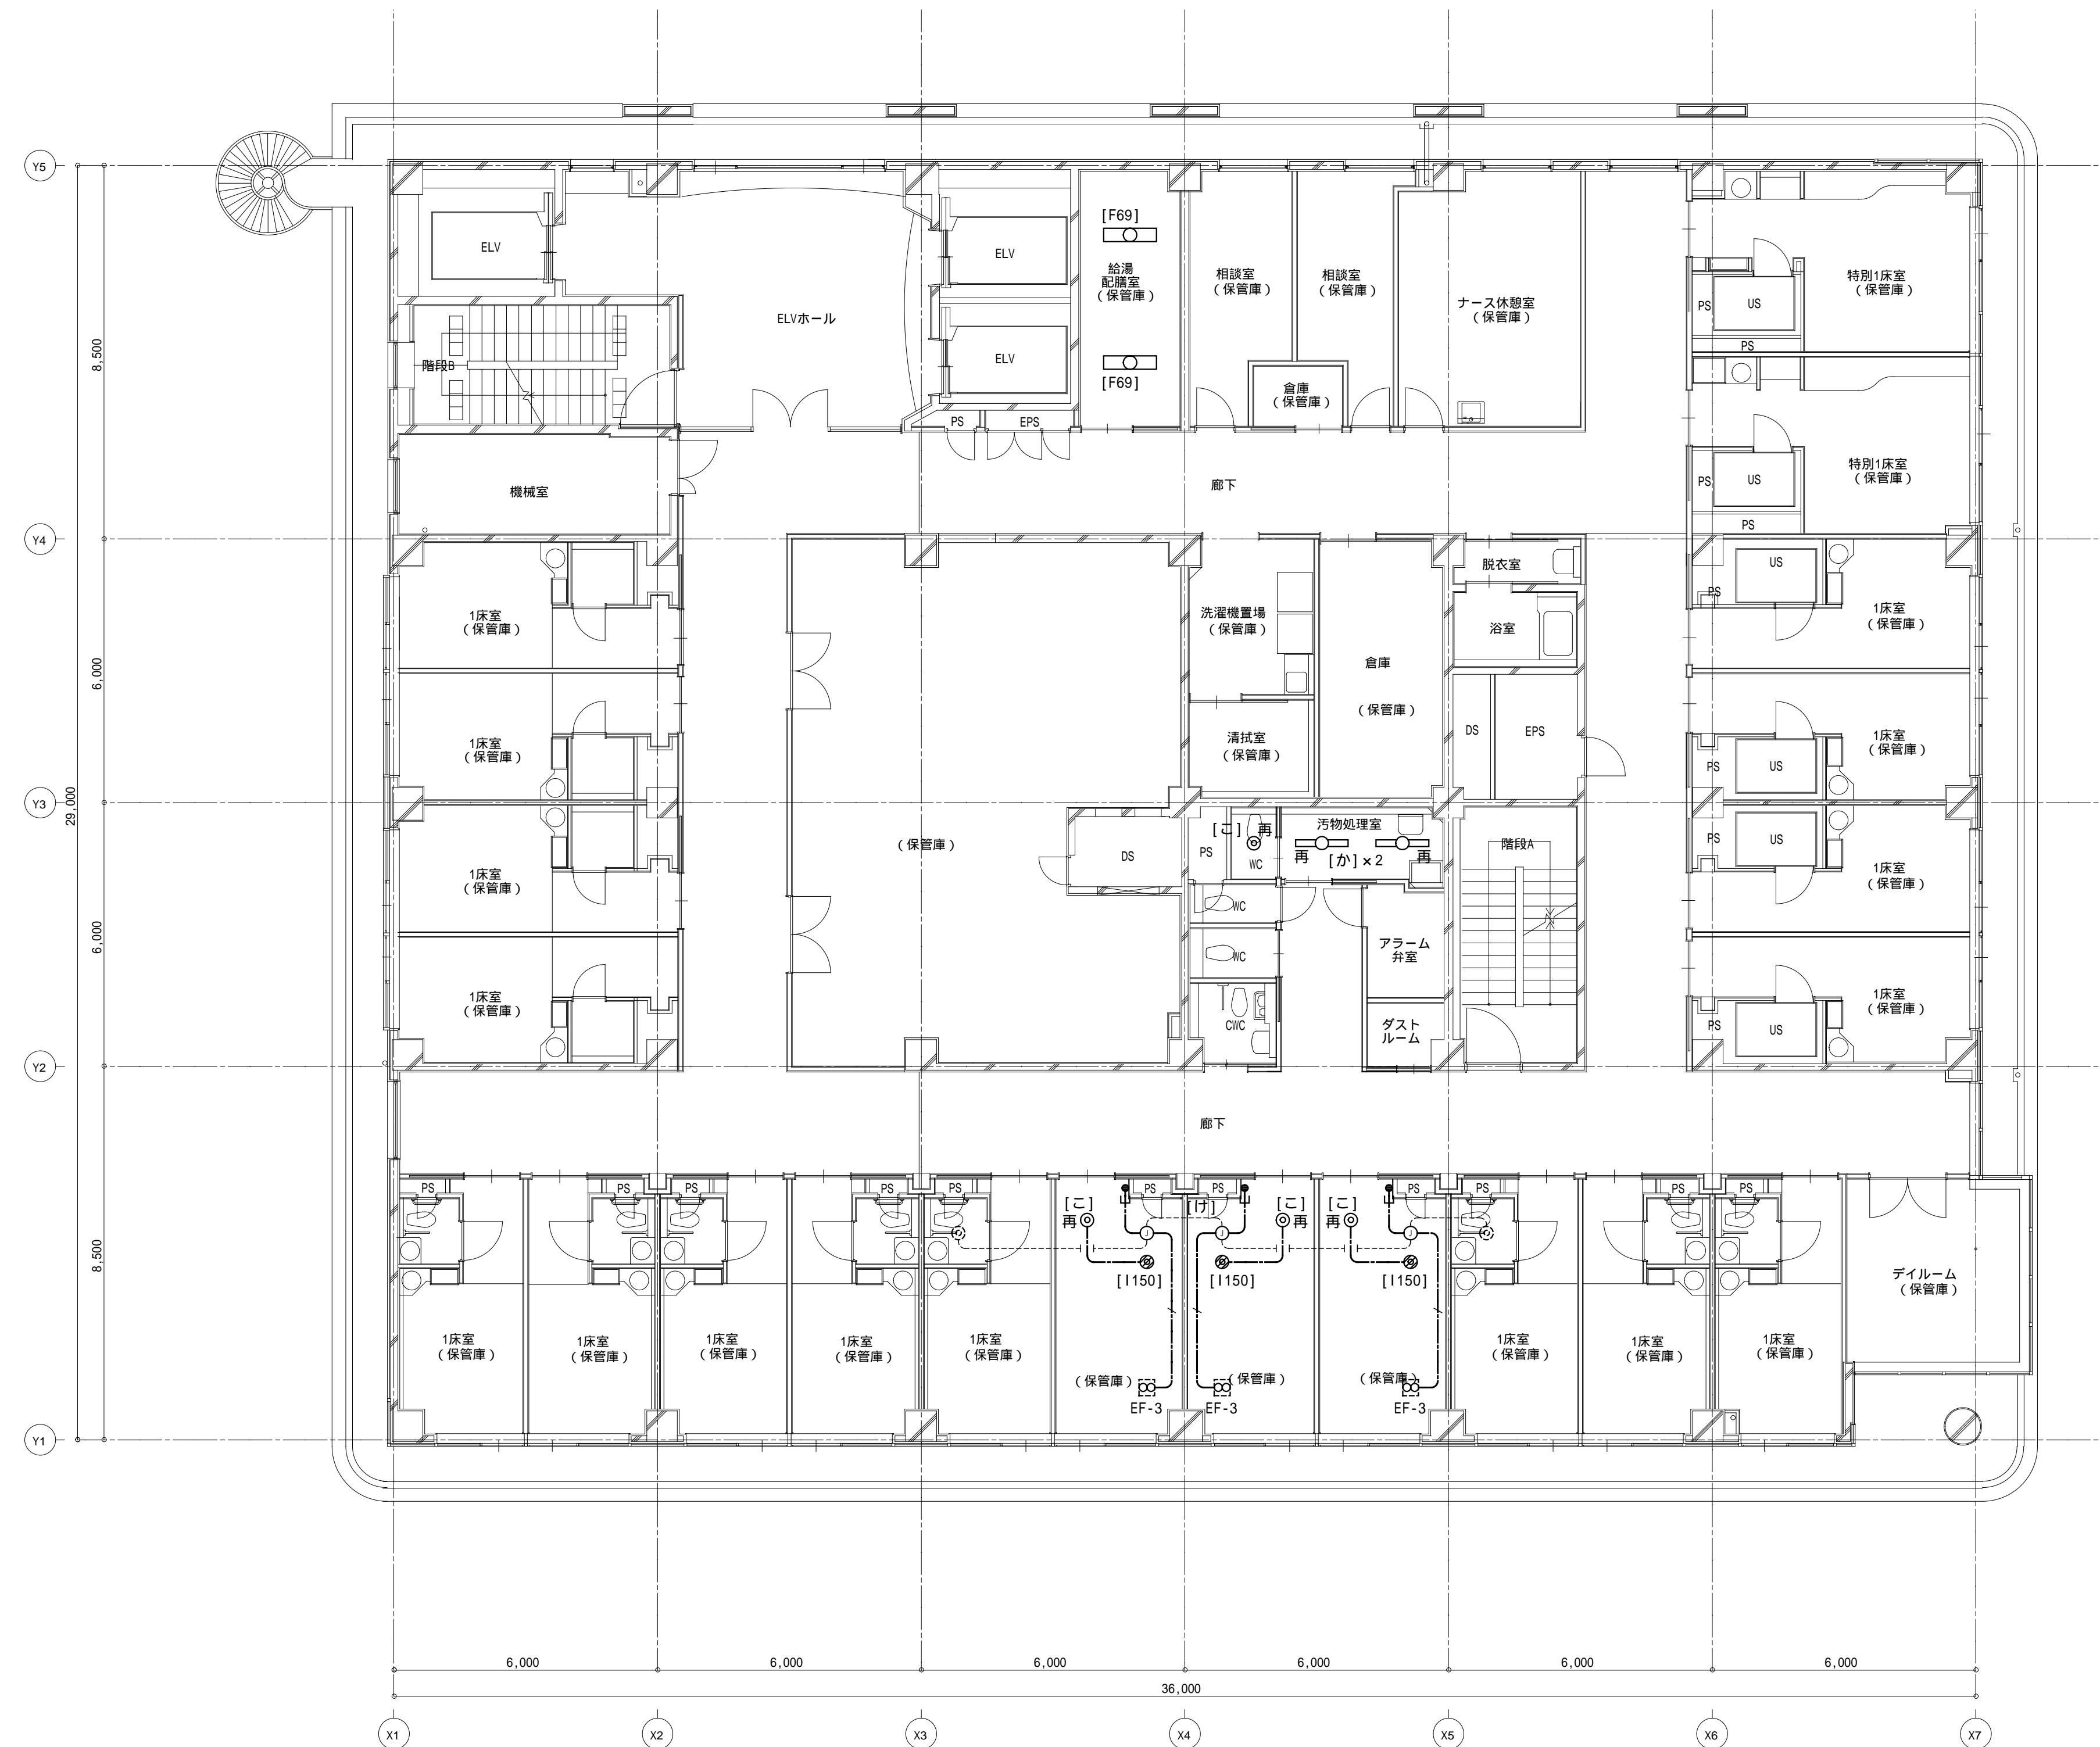 Y5
Y4
Y3
Y2
Y1
8,500
6,000
29,000
6,000
8,500
ELV
ELVホール
ELV
ELV
階段B
機械室
PS
EPS
[F69]
給湯
配膳室
（保管庫）
[F69]
相談室
（保管庫）
相談室
（保管庫）
倉庫
（保管庫）
ナース休憩室
（保管庫）
特別1床室
（保管庫）
PS
US
PS
特別1床室
（保管庫）
PS
US
PS
廊下
1床室
（保管庫）
1床室
（保管庫）
1床室
（保管庫）
1床室
（保管庫）
（保管庫）
DS
洗濯機置場
（保管庫）
清拭室
（保管庫）
倉庫
（保管庫）
脱衣室
浴室
DS
EPS
[こ]
再
PS
WC
汚物処理室
再
[か]×2
再
WC
WC
CWC
アラーム
弁室
ダスト
ルーム
階段A
US
PS
1床室
（保管庫）
1床室
（保管庫）
PS
US
PS
US
1床室
（保管庫）
1床室
（保管庫）
PS
US
廊下
PS
PS
PS
PS
PS
PS
PS
PS
PS
PS
PS
[こ]
再
[け]
[こ]
再
[こ]
再
J
J
J
[I150]
[I150]
[I150]
1床室
（保管庫）
1床室
（保管庫）
1床室
（保管庫）
1床室
（保管庫）
1床室
（保管庫）
（保管庫）
EF-3
（保管庫）
EF-3
（保管庫）
EF-3
1床室
（保管庫）
1床室
（保管庫）
1床室
（保管庫）
デイルーム
（保管庫）
6,000
6,000
6,000
6,000
6,000
6,000
36,000
X1
X2
X3
X4
X5
X6
X7